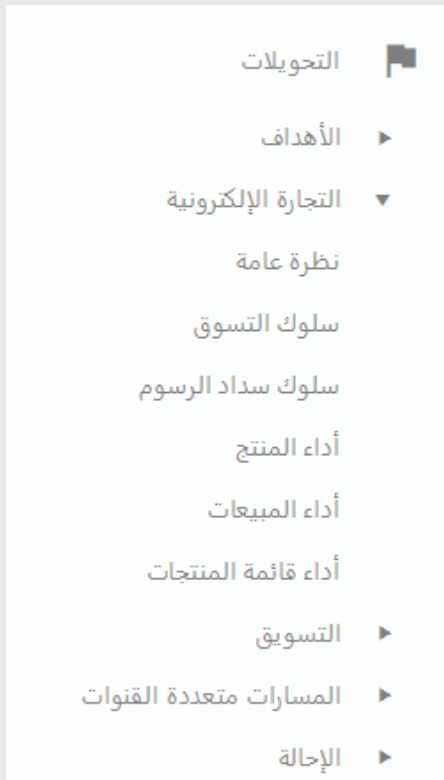 التحويلات
الأهداف
التجارة الإلكترونية
نظرة عامة
سلوك التسوق
سلوك سداد الرسوم
أداء المنتج
أداء المبيعات
أداء قائمة المنتجات
التسويق
المسارات متعددة القنوات
الإحالة